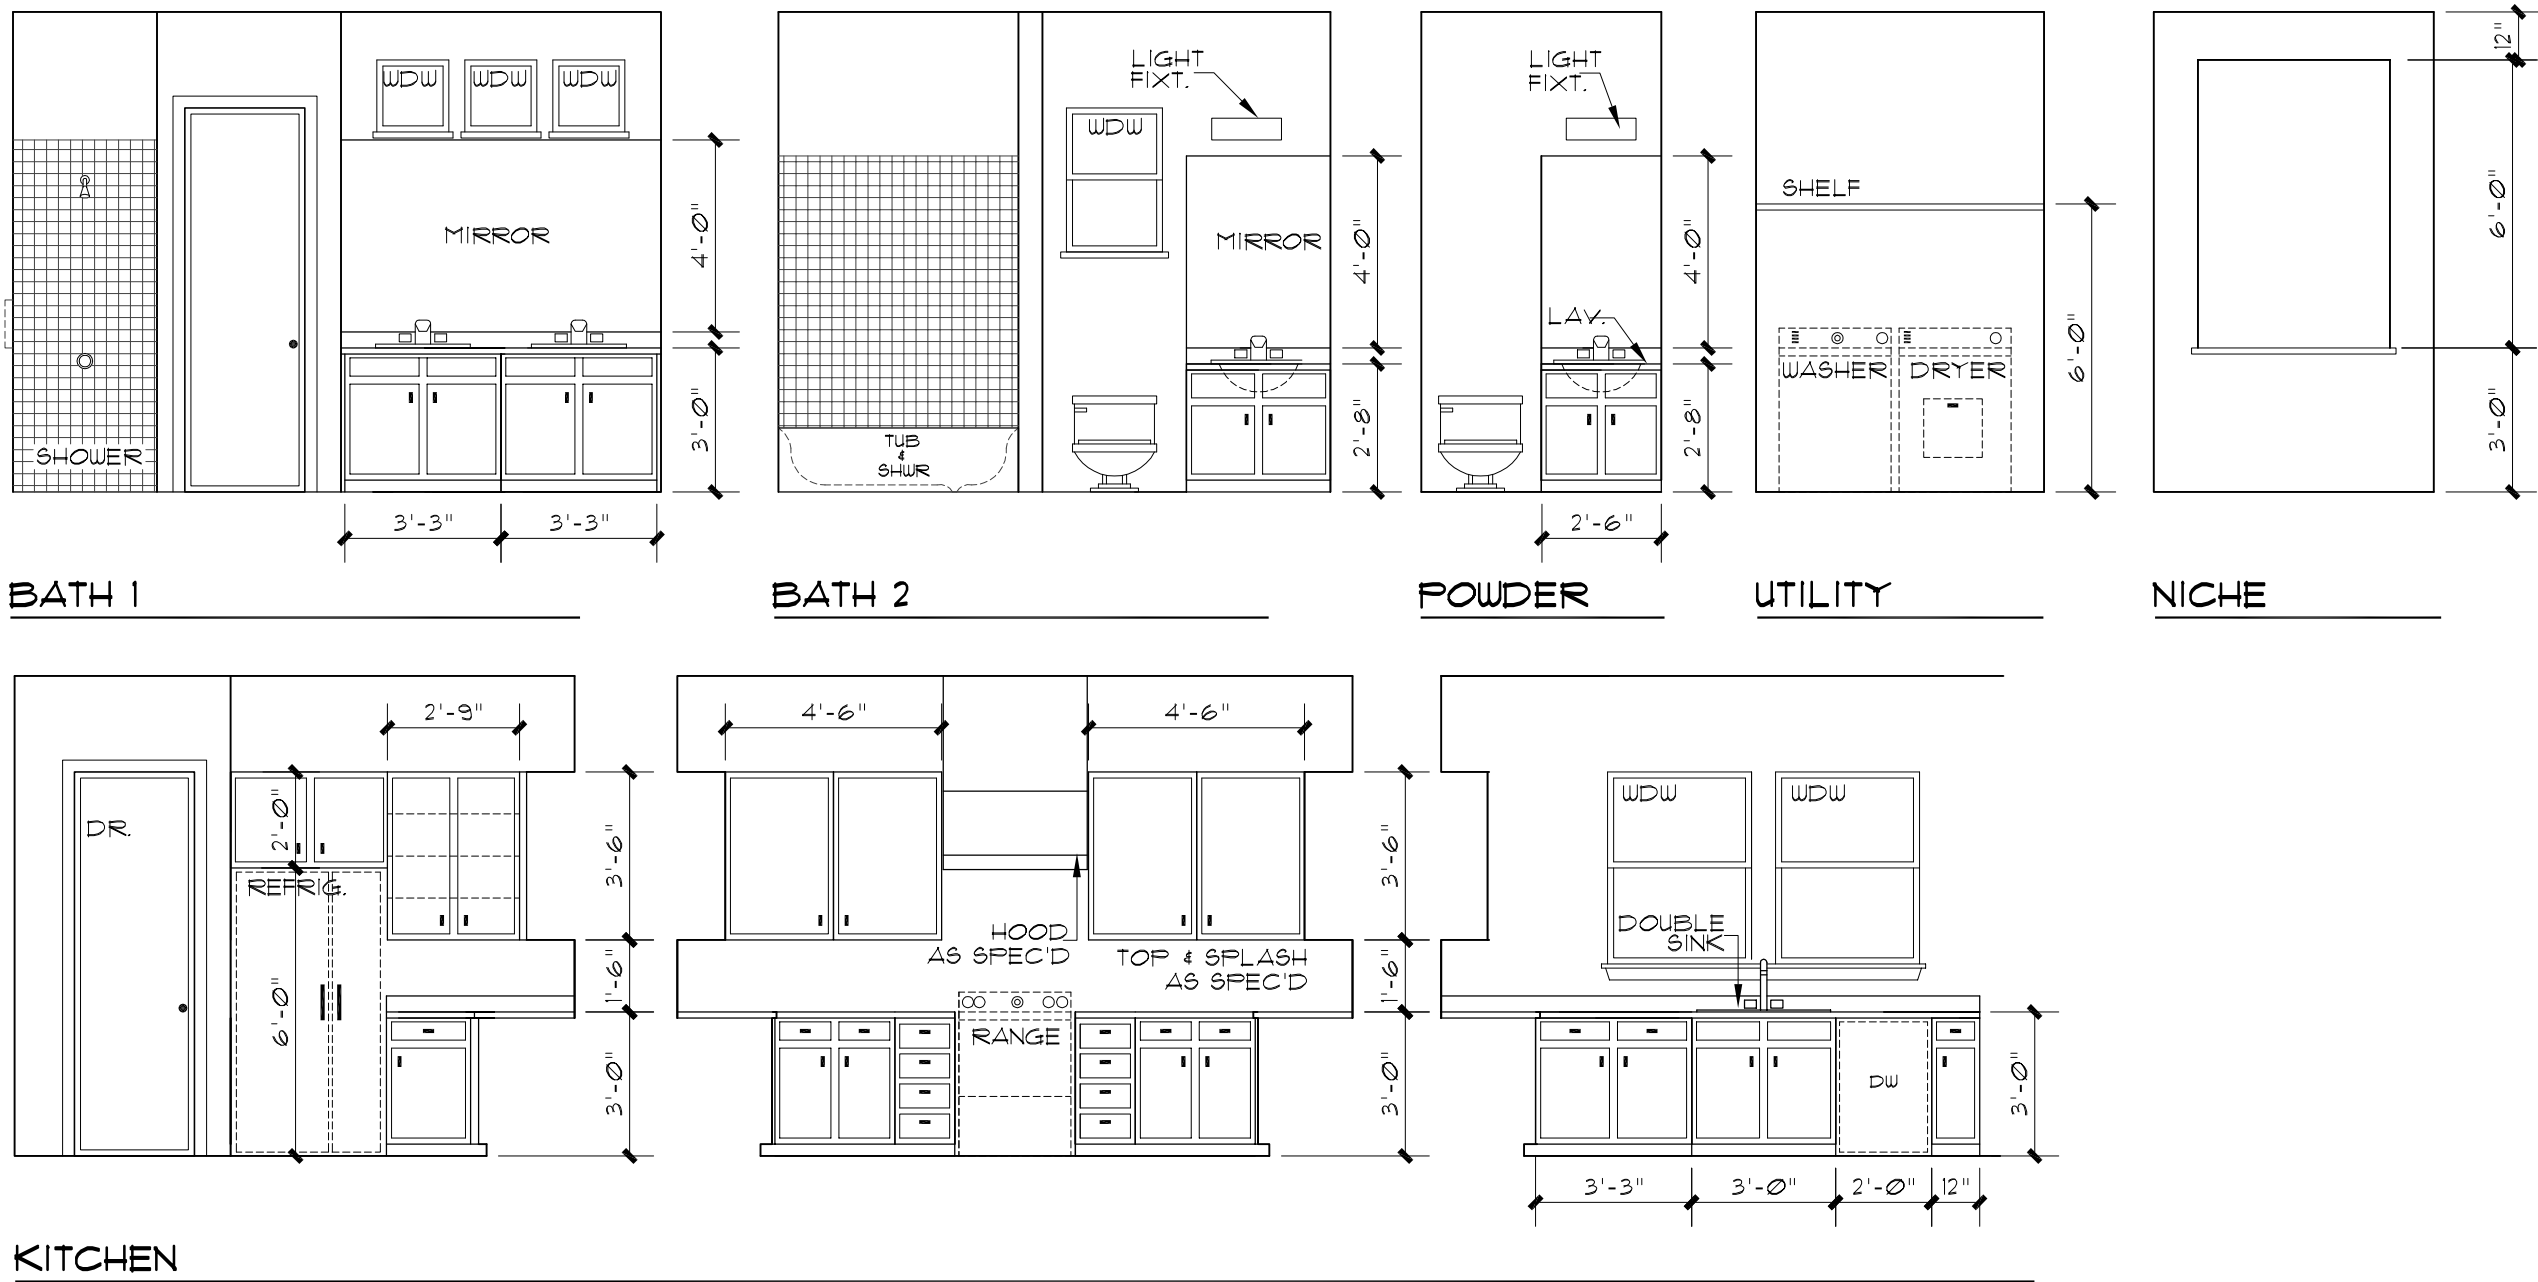 WDW
WDW
WDW
MIRROR
SHOWER
4'-0"
3'-0"
3'-3"
3'-3"
BATH 1
LIGHT
FIXT.
WDW
MIRROR
TUB
&
SHWR
4'-0"
2'-8"
BATH 2
LIGHT
FIXT.
LAV.
4'-0"
2'-8"
2'-6"
POWDER
SHELF
WASHER
DRYER
6'-0"
UTILITY
12"
6'-0"
3'-0"
NICHE
2'-9"
DR.
2'-0"
REFRIG.
6'-0"
3'-6"
1'-6"
3'-0"
4'-6"
4'-6"
HOOD
AS SPEC'D
TOP & SPLASH
AS SPEC'D
RANGE
3'-6"
1'-6"
3'-0"
WDW
WDW
DOUBLE
SINK
DW
3'-0"
3'-3"
3'-0"
2'-0"
12"
KITCHEN